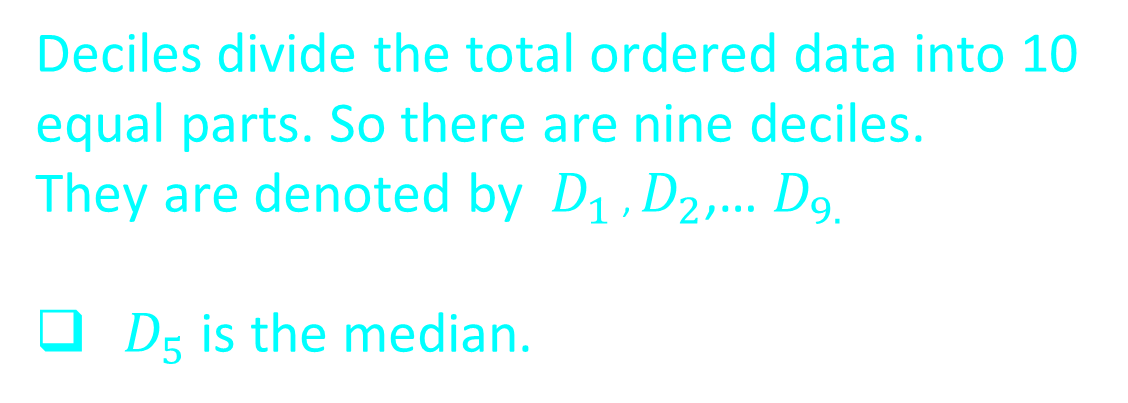 Deciles divide the total ordered data into 10
equal parts. So there are nine deciles.
They are denoted by D₁ , D₂,... D₉.
❑ D₅ is the median.